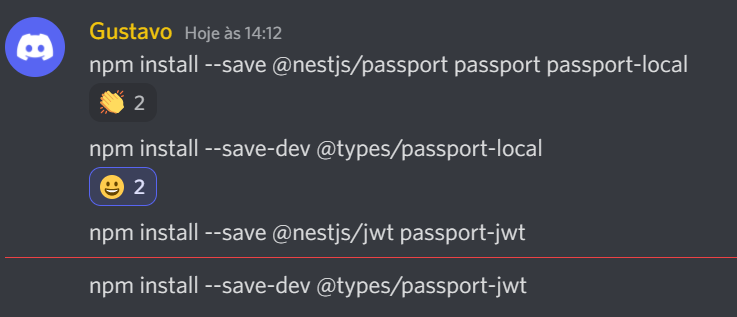 Gustavo Hoje às 14:12
npm install --save @nestjs/passport passport passport-local
2
npm install --save-dev @types/passport-local
2
npm install --save @nestjs/jwt passport-jwt
npm install --save-dev @types/passport-jwt